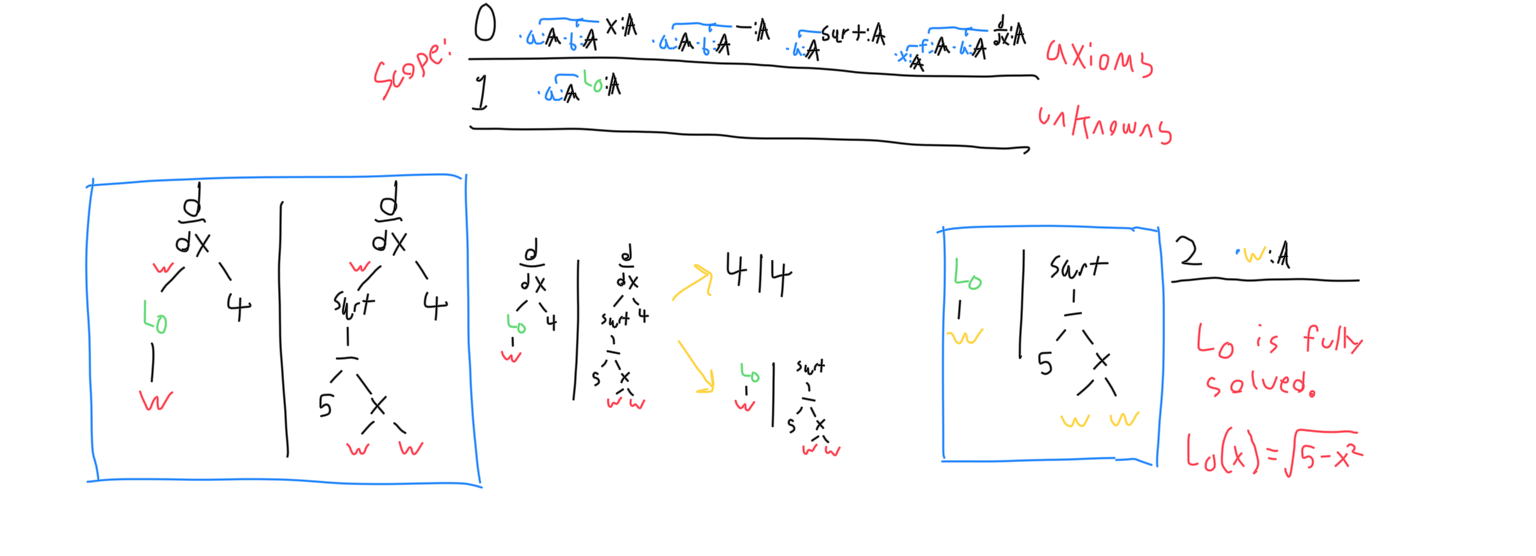 Scope:
0 ·a:𝔸 ·b:𝔸 x:𝔸 ·a:𝔸 ·b:𝔸 —:𝔸 ·a:𝔸 sqrt:𝔸 ·x:𝔸 ·f:𝔸 ·a:𝔸 d/dx:𝔸 axioms
1 ·a:𝔸 L0:𝔸 unknowns
d/dx | d/dx
w w
L0 4 | sqrt 4
—
W 5 x
w w
d/dx | d/dx
L0 4 | sqrt 4
w —
5 x
w w
4|4
L0 | sqrt
w —
5 x
w w
L0 | sqrt
w —
5 x
w w
2 ·w:A
L0 is fully
solved.
L0(x)=√5-x²